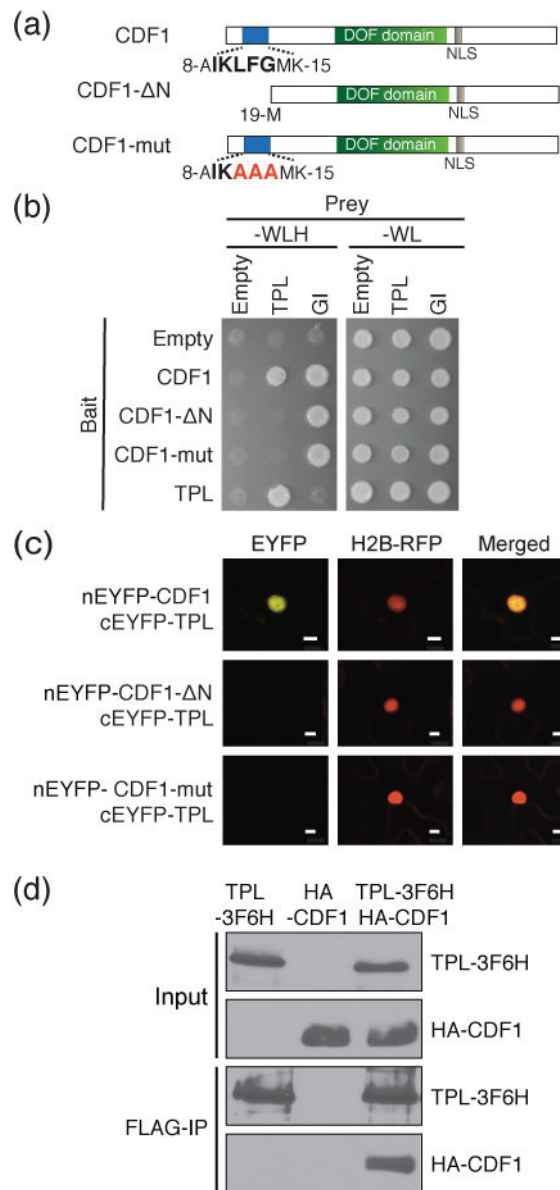 (a)
CDF1
DOF domain
NLS
8-AIKLFGMK-15
CDF1-ΔN
DOF domain
19-M
NLS
CDF1-mut
DOF domain
NLS
8-AIKAAAMK-15
(b)
Prey
-WLH -WL
Empty TPL GI Empty TPL GI
Bait
Empty
CDF1
CDF1-ΔN
CDF1-mut
TPL
(c)
EYFP H2B-RFP Merged
nEYFP-CDF1
cEYFP-TPL
nEYFP-CDF1-ΔN
cEYFP-TPL
nEYFP- CDF1-mut
cEYFP-TPL
(d)
TPL HA TPL-3F6H
-3F6H -CDF1 HA-CDF1
Input
TPL-3F6H
HA-CDF1
FLAG-IP
TPL-3F6H
HA-CDF1